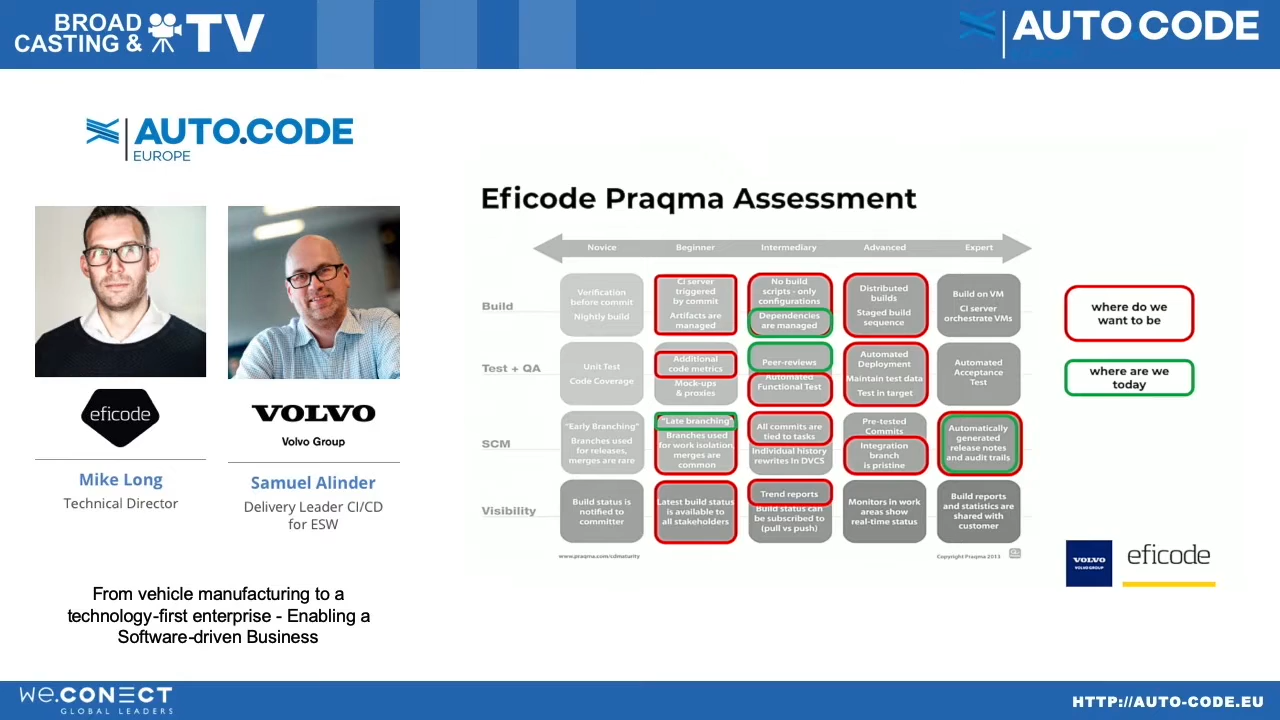 BROAD
CASTING & TV
AUTO.CODE
AUTO.CODE
EUROPE
eficode
Mike Long
Technical Director
VOLVO
Volvo Group
Samuel Alinder
Delivery Leader CI/CD
for ESW
From vehicle manufacturing to a
technology-first enterprise - Enabling a
Software-driven Business
Eficode Praqma Assessment
Novice
Beginner
Intermediary
Advanced
Expert
Build
Verification
before commit
Nightly build
CI server
triggered
by commit
Artifacts are
managed
No build
scripts - only
configurations
Dependencies
are managed
Distributed
builds
Staged build
sequence
Build on VM
CI server
orchestrate VMs
Test + QA
Unit Test
Code Coverage
Additional
code metrics
Mock-ups
& proxies
Peer-reviews
Automated
Functional Test
Automated
Deployment
Maintain test data
Test in target
Automated
Acceptance
Test
SCM
"Early Branching"
Branches used
for releases,
merges are rare
"Late branching
Branches used
for work isolation,
merges are
common
All commits are
tied to tasks
Individual history
rewrites in DVCS
Pre-tested
Commits
Integration
branch
is pristine
Automatically
generated
release notes
and audit trails
Visibility
Build status is
notified to
committer
Latest build status
is available to
all stakeholders
Trend reports
Build status can
be subscribed to
(pull vs push)
Monitors in work
areas show
real-time status
Build reports
and statistics are
shared with
customer
www.praqma.com/cdmaturity
Copyright Praqma 2013
where do we
want to be
where are we
today
VOLVO
VOLVO GROUP
eficode
we.CONECT
GLOBAL LEADERS
HTTP://AUTO-CODE.EU